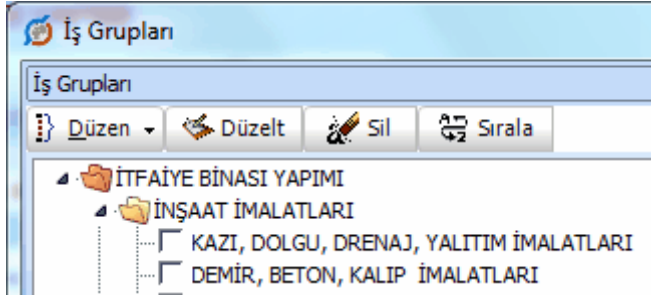 İş Grupları
İş Grupları
Düzen Düzelt Sil Sırala
İTFAİYE BİNASI YAPIMI
İNŞAAT İMALATLARI
KAZI, DOLGU, DRENAJ, YALITIM İMALATLARI
DEMİR, BETON, KALIP İMALATLARI